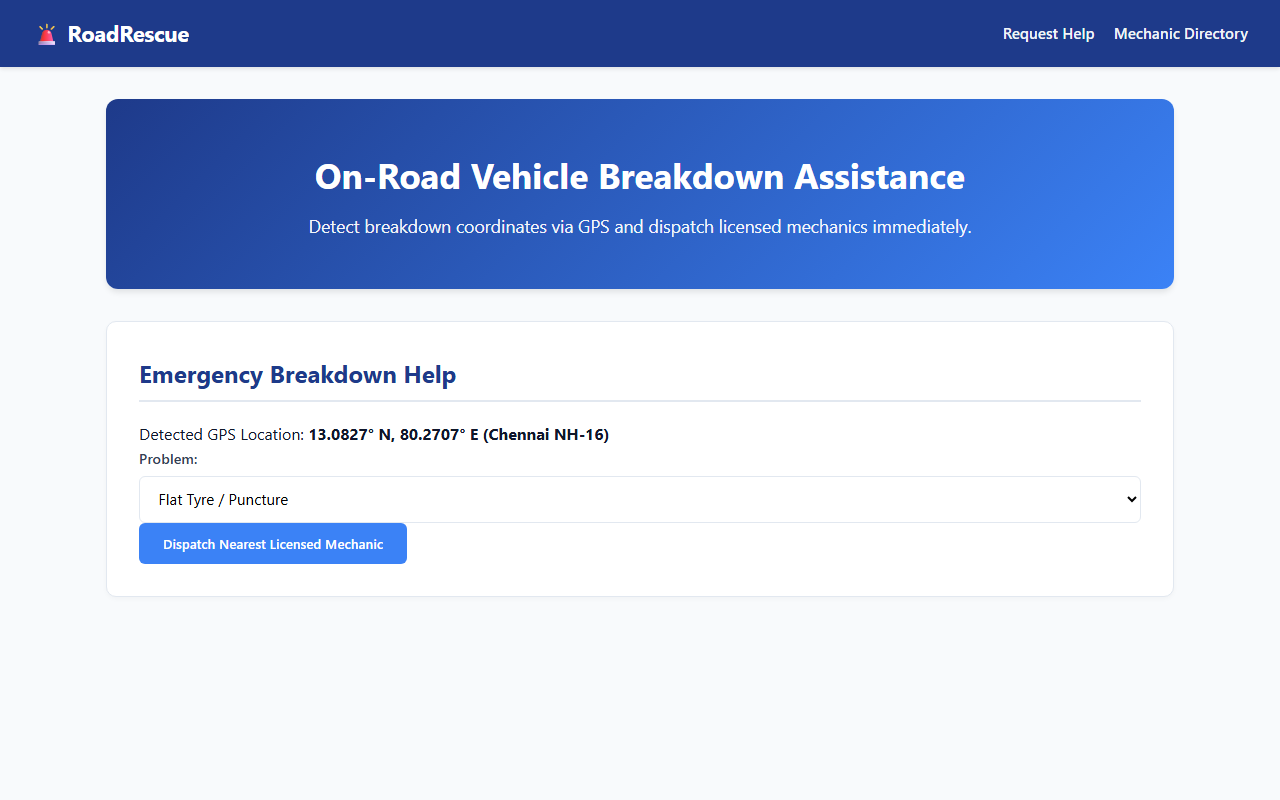 RoadRescue
Request Help Mechanic Directory
On-Road Vehicle Breakdown Assistance
Detect breakdown coordinates via GPS and dispatch licensed mechanics immediately.
Emergency Breakdown Help
Detected GPS Location: 13.0827° N, 80.2707° E (Chennai NH-16)
Problem:
Flat Tyre / Puncture
Dispatch Nearest Licensed Mechanic